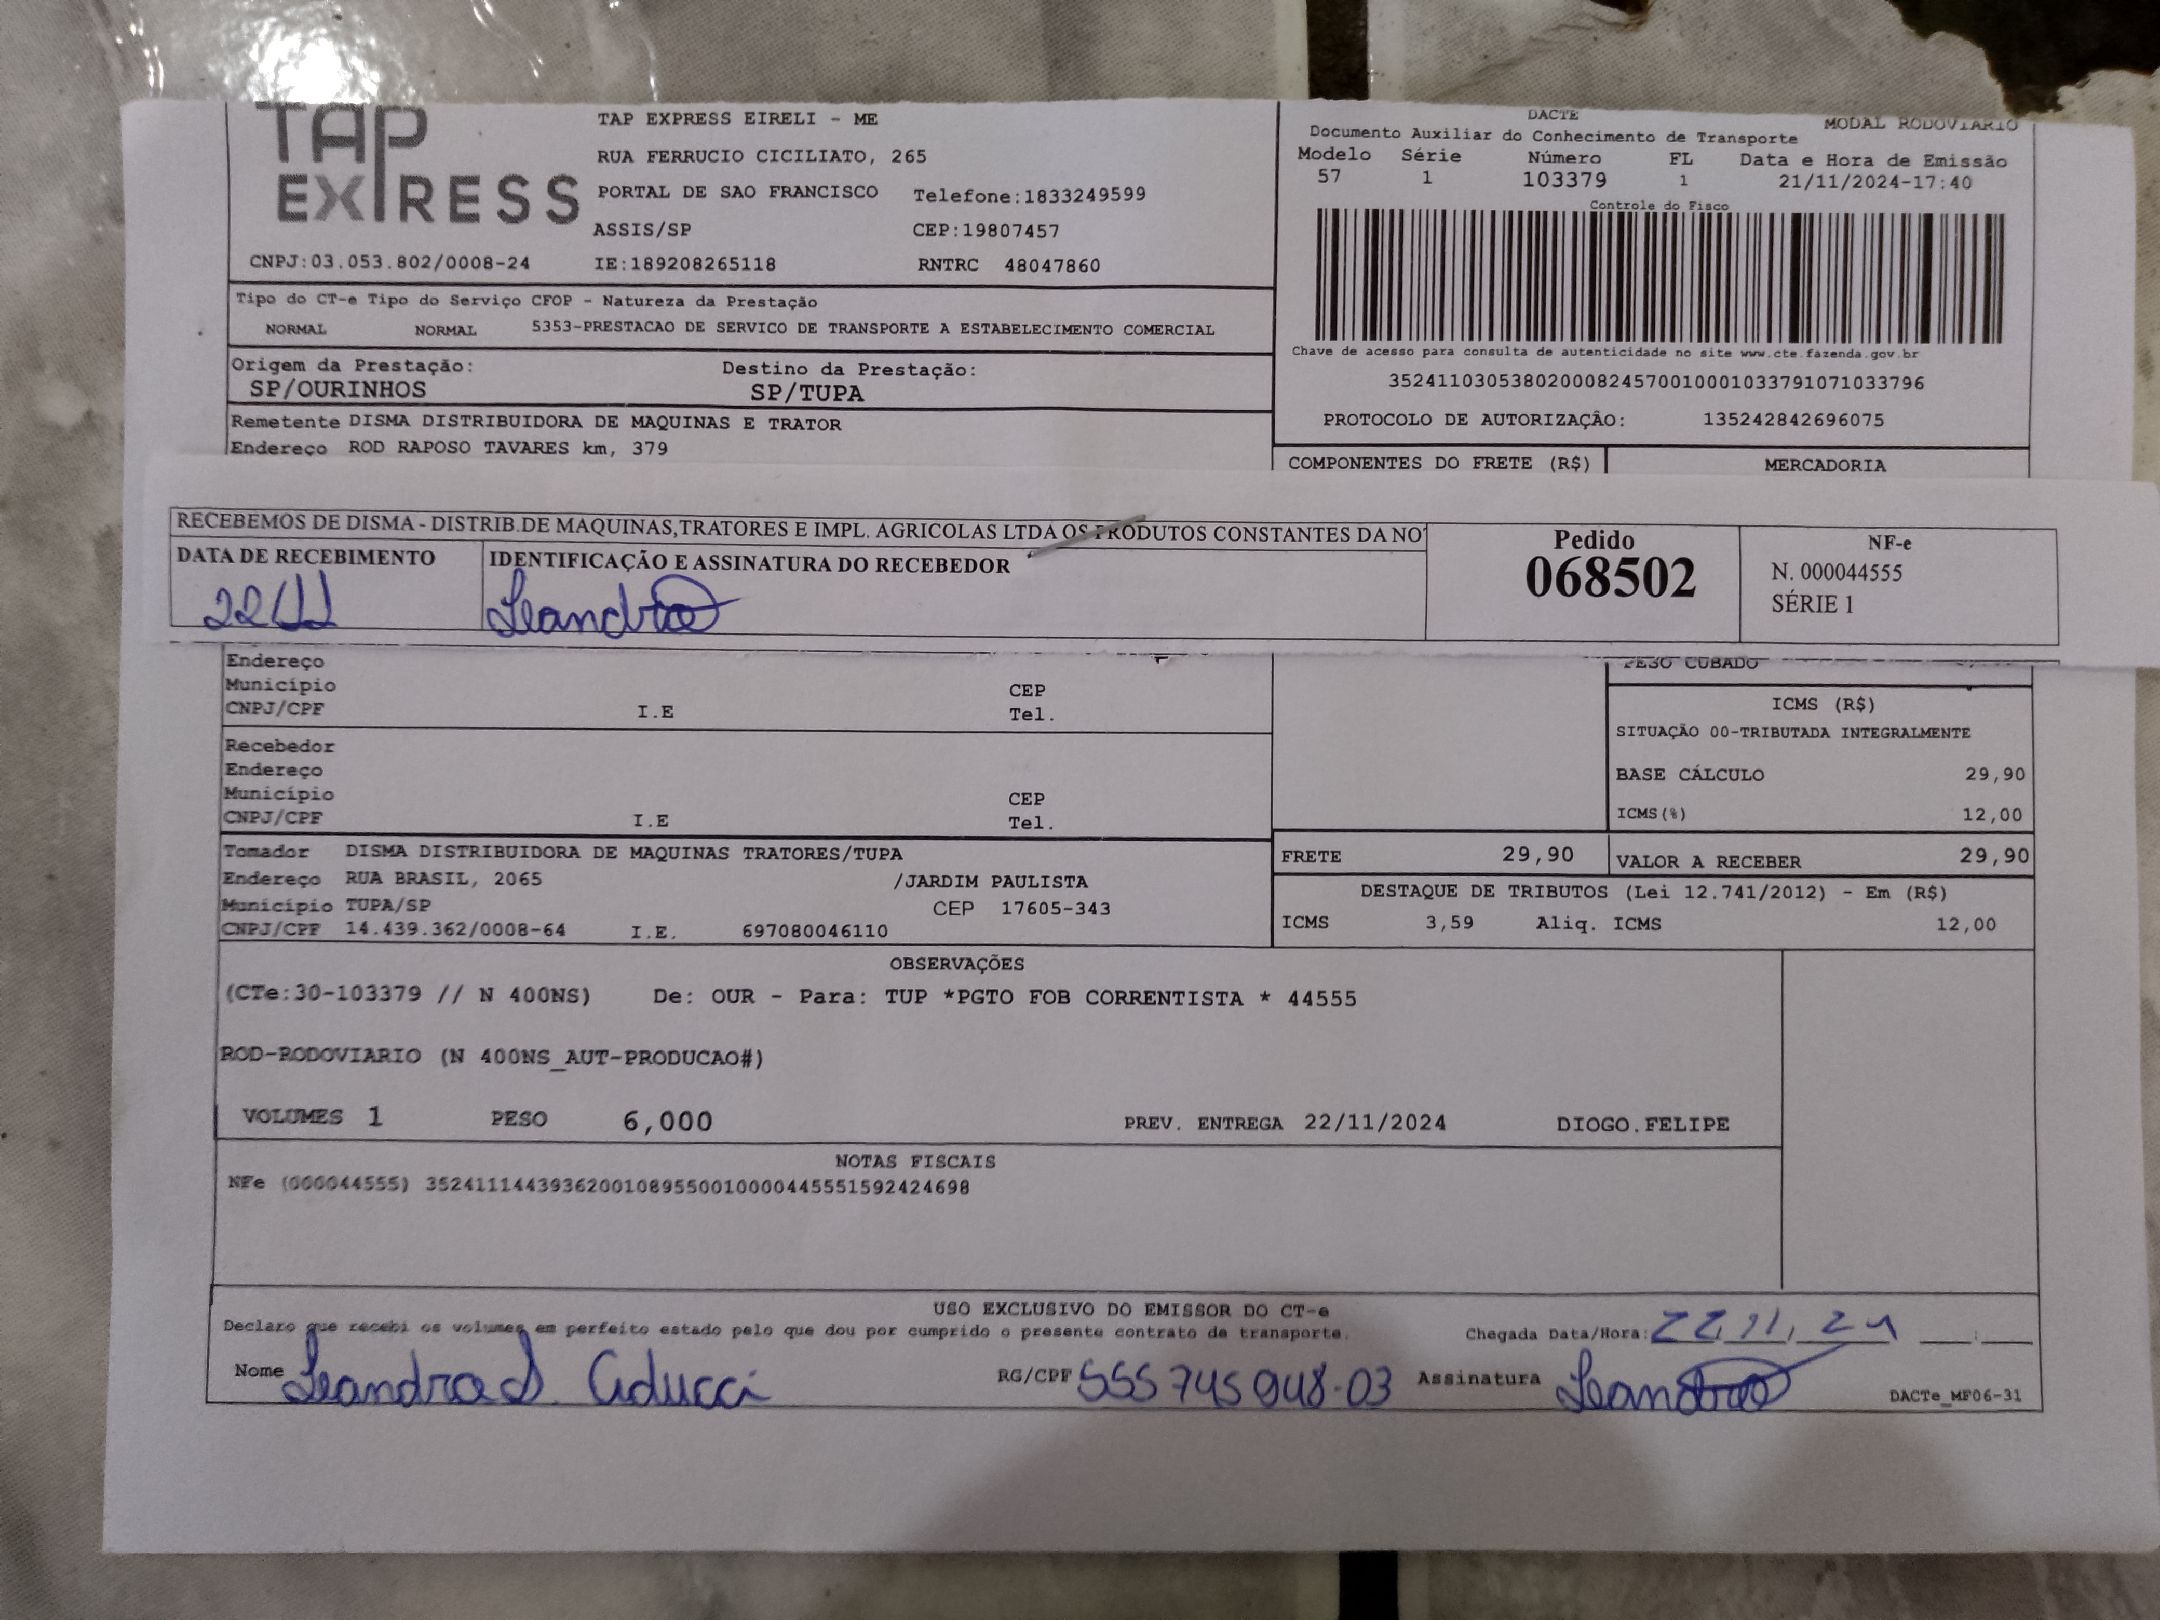 TAP EXPRESS
TAP EXPRESS EIRELI - ME
RUA FERRUCIO CICILIATO, 265
PORTAL DE SAO FRANCISCO Telefone:1833249599
ASSIS/SP CEP:19807457
CNPJ:03.053.802/0008-24 IE:189208265118 RNTRC 48047860
DACTE MODAL RODOVIARIO
Documento Auxiliar do Conhecimento de Transporte
Modelo Série Número FL Data e Hora de Emissão
57 1 103379 1 21/11/2024-17:40
Controle do Fisco
Chave de acesso para consulta de autenticidade no site www.cte.fazenda.gov.br
35241103053802000824570010001033791071033796
PROTOCOLO DE AUTORIZAÇÂO: 135242842696075
Tipo do CT-e Tipo do Serviço CFOP - Natureza da Prestação
NORMAL NORMAL 5353-PRESTACAO DE SERVICO DE TRANSPORTE A ESTABELECIMENTO COMERCIAL
Origem da Prestação: Destino da Prestação:
SP/OURINHOS SP/TUPA
Remetente DISMA DISTRIBUIDORA DE MAQUINAS E TRATOR
Endereço ROD RAPOSO TAVARES km, 379
COMPONENTES DO FRETE (R$) MERCADORIA
RECEBEMOS DE DISMA - DISTRIB.DE MAQUINAS,TRATORES E IMPL. AGRICOLAS LTDA OS PRODUTOS CONSTANTES DA NO
DATA DE RECEBIMENTO IDENTIFICAÇÃO E ASSINATURA DO RECEBEDOR
22/11 Leandra
Pedido
068502
NF-e
N. 000044555
SÉRIE 1
Endereço
Município CEP
CNPJ/CPF I.E Tel.
Recebedor
Endereço
Município CEP
CNPJ/CPF I.E Tel.
PESO CUBADO
ICMS (R$)
SITUAÇÃO 00-TRIBUTADA INTEGRALMENTE
BASE CÁLCULO 29,90
ICMS(%) 12,00
Tomador DISMA DISTRIBUIDORA DE MAQUINAS TRATORES/TUPA
Endereço RUA BRASIL, 2065 /JARDIM PAULISTA
Município TUPA/SP CEP 17605-343
CNPJ/CPF 14.439.362/0008-64 I.E. 697080046110
FRETE 29,90 VALOR A RECEBER 29,90
DESTAQUE DE TRIBUTOS (Lei 12.741/2012) - Em (R$)
ICMS 3,59 Aliq. ICMS 12,00
OBSERVAÇÕES
(CTe:30-103379 // N 400NS) De: OUR - Para: TUP *PGTO FOB CORRENTISTA * 44555
ROD-RODOVIARIO (N 400NS_AUT-PRODUCAO#)
VOLUMES 1 PESO 6,000 PREV. ENTREGA 22/11/2024 DIOGO.FELIPE
NOTAS FISCAIS
NFe (000044555) 35241114439362001089550010000445551592424698
USO EXCLUSIVO DO EMISSOR DO CT-e
Declaro que recebi os volumes em perfeito estado pelo que dou por cumprido o presente contrato de transporte.
Chegada Data/Hora: 22/11/24 __:__
Nome Leandra S. RG/CPF 555 745 048-03 Assinatura Leandra DACTe_MF06-31